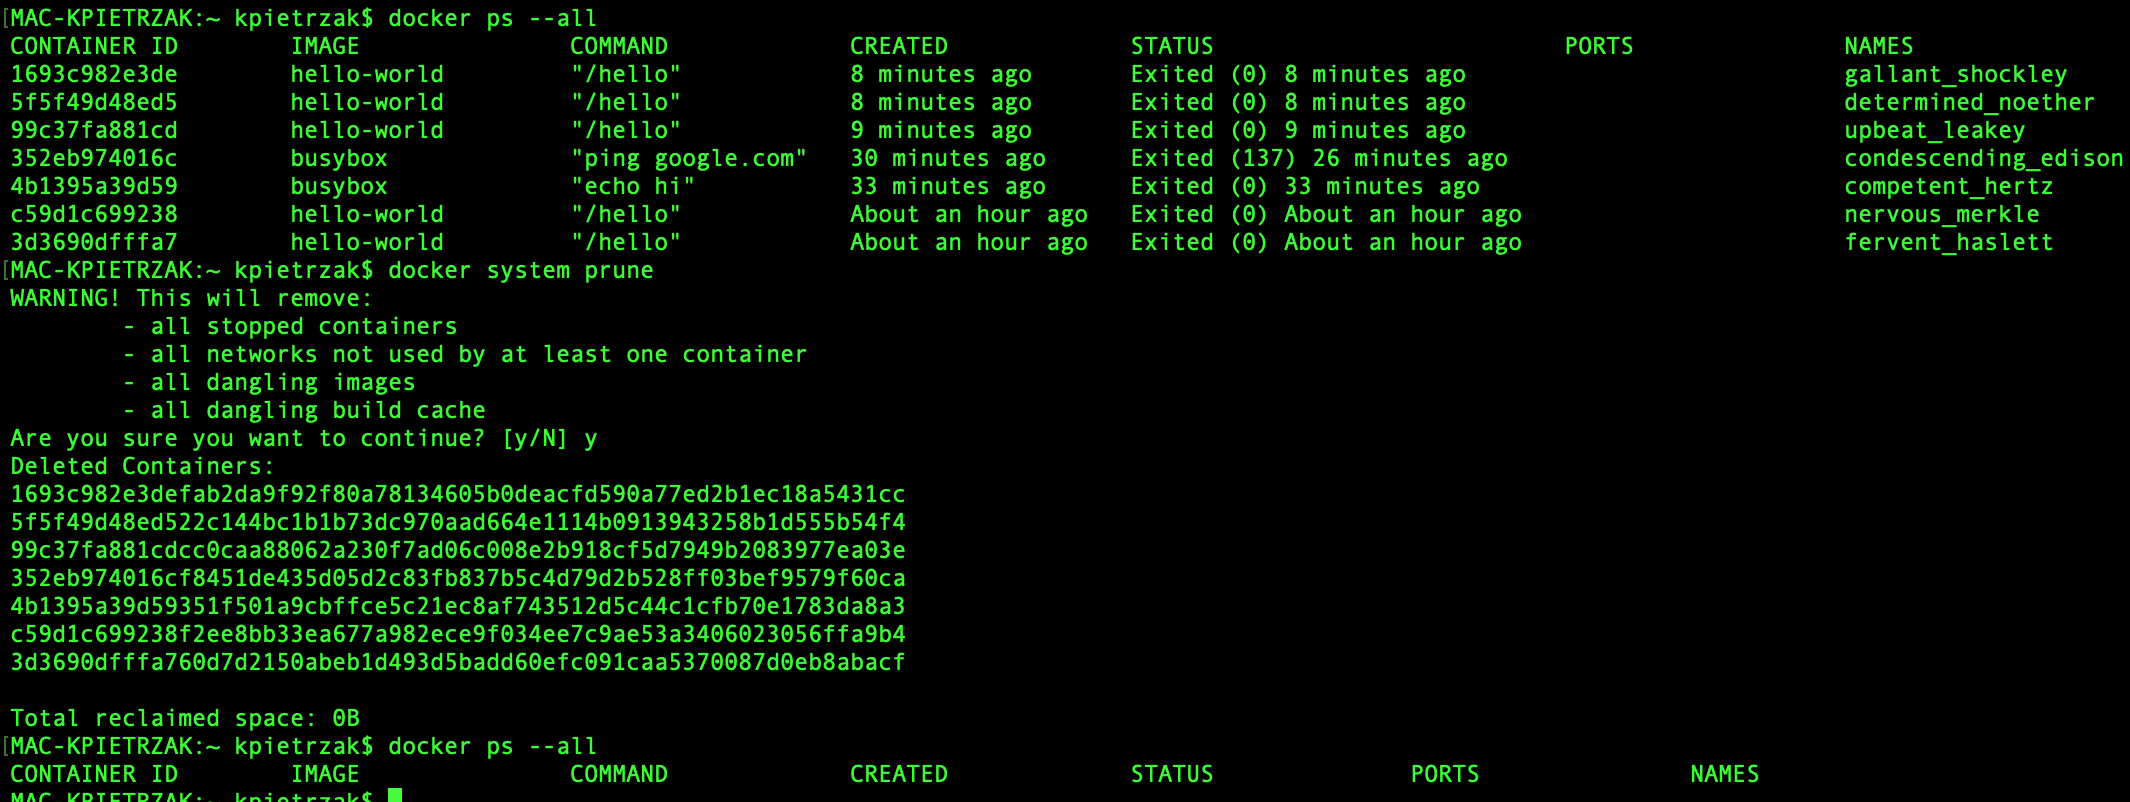 [MAC-KPIETRZAK:~ kpietrzak$ docker ps --all
CONTAINER ID        IMAGE               COMMAND             CREATED             STATUS                         PORTS               NAMES
1693c982e3de        hello-world         "/hello"            8 minutes ago       Exited (0) 8 minutes ago                           gallant_shockley
5f5f49d48ed5        hello-world         "/hello"            8 minutes ago       Exited (0) 8 minutes ago                           determined_noether
99c37fa881cd        hello-world         "/hello"            9 minutes ago       Exited (0) 9 minutes ago                           upbeat_leakey
352eb974016c        busybox             "ping google.com"   30 minutes ago      Exited (137) 26 minutes ago                        condescending_edison
4b1395a39d59        busybox             "echo hi"           33 minutes ago      Exited (0) 33 minutes ago                          competent_hertz
c59d1c699238        hello-world         "/hello"            About an hour ago   Exited (0) About an hour ago                       nervous_merkle
3d3690dfffa7        hello-world         "/hello"            About an hour ago   Exited (0) About an hour ago                       fervent_haslett
[MAC-KPIETRZAK:~ kpietrzak$ docker system prune
WARNING! This will remove:
        - all stopped containers
        - all networks not used by at least one container
        - all dangling images
        - all dangling build cache
Are you sure you want to continue? [y/N] y
Deleted Containers:
1693c982e3defab2da9f92f80a78134605b0deacfd590a77ed2b1ec18a5431cc
5f5f49d48ed522c144bc1b1b73dc970aad664e1114b0913943258b1d555b54f4
99c37fa881cdcc0caa88062a230f7ad06c008e2b918cf5d7949b2083977ea03e
352eb974016cf8451de435d05d2c83fb837b5c4d79d2b528ff03bef9579f60ca
4b1395a39d59351f501a9cbffce5c21ec8af743512d5c44c1cfb70e1783da8a3
c59d1c699238f2ee8bb33ea677a982ece9f034ee7c9ae53a3406023056ffa9b4
3d3690dfffa760d7d2150abeb1d493d5badd60efc091caa5370087d0eb8abacf

Total reclaimed space: 0B
[MAC-KPIETRZAK:~ kpietrzak$ docker ps --all
CONTAINER ID        IMAGE               COMMAND             CREATED             STATUS              PORTS               NAMES
MAC-KPIETRZAK:~ kpietrzak$